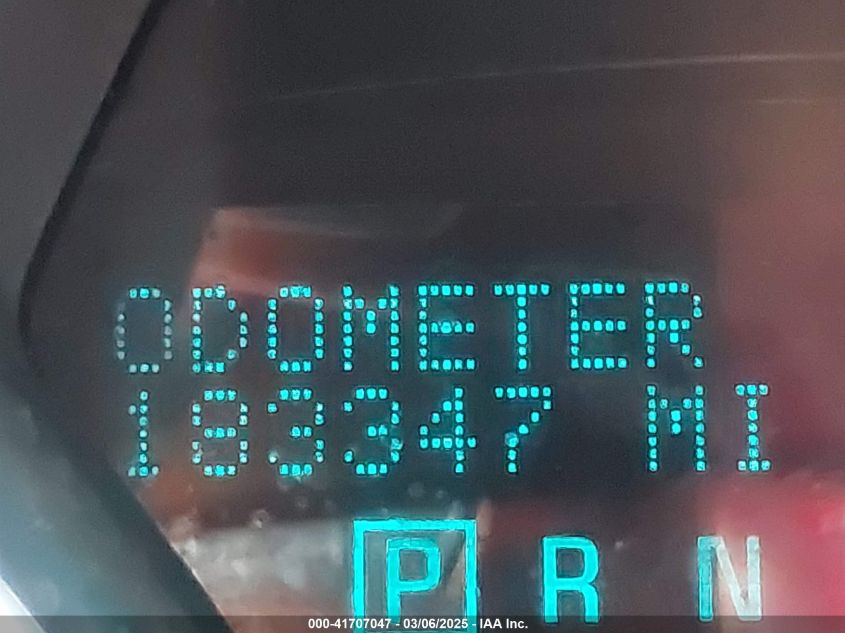 ODOMETER
183347 MI
P R N
000-41707047 - 03/06/2025 - IAA Inc.